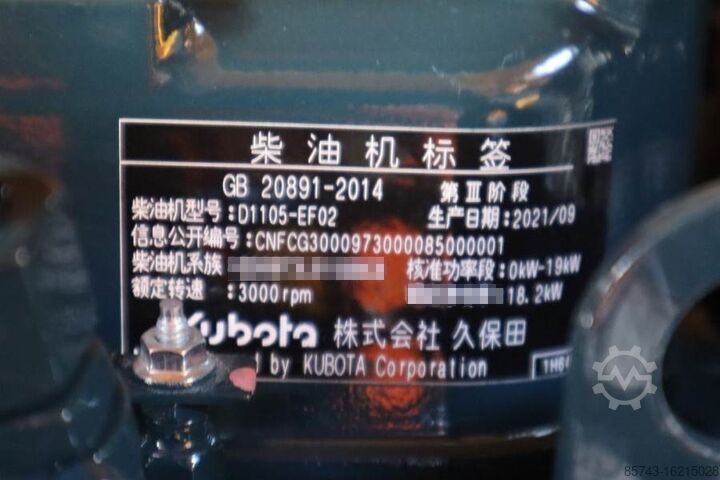 柴油机标签
GB 20891-2014 第Ⅲ阶段
柴油机型号:D1105-EF02 生产日期:2021/09
信息公开编号:CNFCG3000973000085000001
柴油机系族 核准功率段:0kW-19kW
额定转速:3000rpm 18.2kW
Kubota 株式会社 久保田
by KUBOTA Corporation
85743-16215028